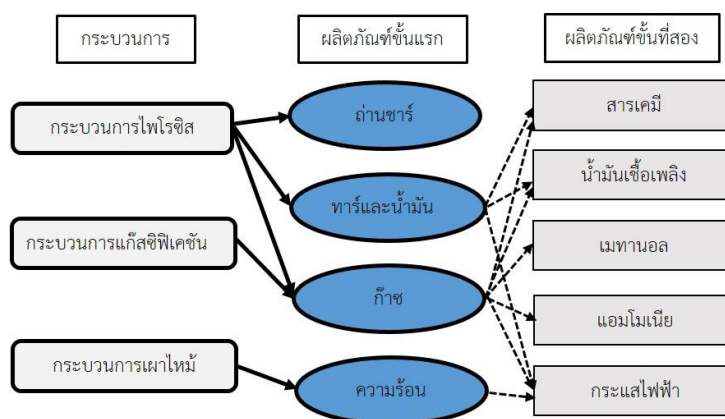 กระบวนการ
ผลิตภัณฑ์ขั้นแรก
ผลิตภัณฑ์ขั้นที่สอง
กระบวนการไพโรซิส
ถ่านชาร์
สารเคมี
ทาร์และน้ำมัน
น้ำมันเชื้อเพลิง
กระบวนการแก๊สซิฟิเคชัน
เมทานอล
ก๊าซ
แอมโมเนีย
กระบวนการเผาไหม้
ความร้อน
กระแสไฟฟ้า